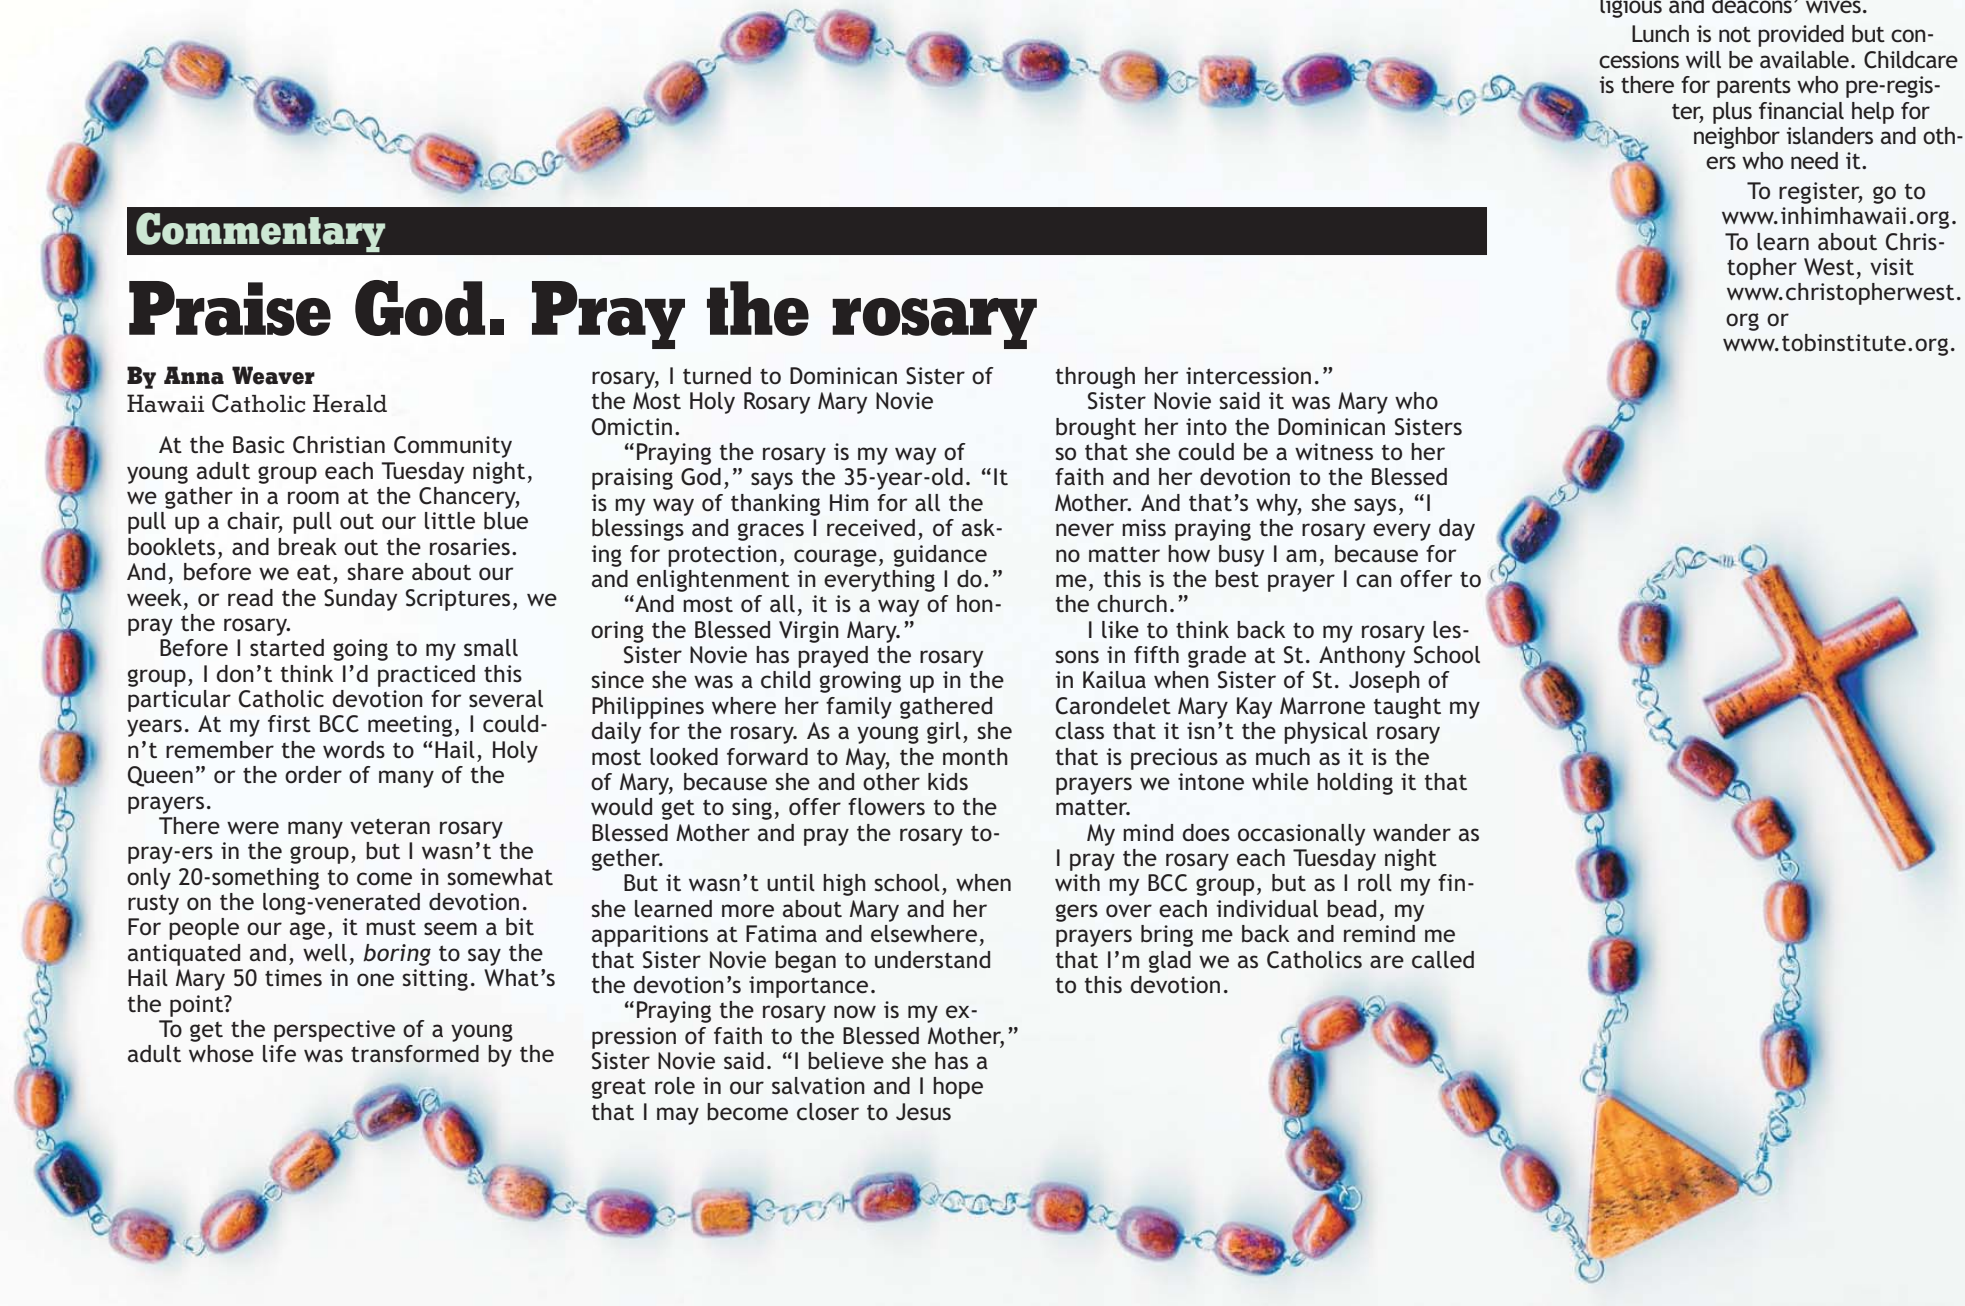 Commentary
Praise God. Pray the rosary
By Anna Weaver
Hawaii Catholic Herald
At the Basic Christian Community
young adult group each Tuesday night,
we gather in a room at the Chancery,
pull up a chair, pull out our little blue
booklets, and break out the rosaries.
And, before we eat, share about our
week, or read the Sunday Scriptures, we
pray the rosary.
Before I started going to my small
group, I don’t think I’d practiced this
particular Catholic devotion for several
years. At my first BCC meeting, I could-
n’t remember the words to “Hail, Holy
Queen” or the order of many of the
prayers.
There were many veteran rosary
pray-ers in the group, but I wasn’t the
only 20-something to come in somewhat
rusty on the long-venerated devotion.
For people our age, it must seem a bit
antiquated and, well, boring to say the
Hail Mary 50 times in one sitting. What’s
the point?
To get the perspective of a young
adult whose life was transformed by the
rosary, I turned to Dominican Sister of
the Most Holy Rosary Mary Novie
Omictin.
“Praying the rosary is my way of
praising God,” says the 35-year-old. “It
is my way of thanking Him for all the
blessings and graces I received, of ask-
ing for protection, courage, guidance
and enlightenment in everything I do.”
“And most of all, it is a way of hon-
oring the Blessed Virgin Mary.”
Sister Novie has prayed the rosary
since she was a child growing up in the
Philippines where her family gathered
daily for the rosary. As a young girl, she
most looked forward to May, the month
of Mary, because she and other kids
would get to sing, offer flowers to the
Blessed Mother and pray the rosary to-
gether.
But it wasn’t until high school, when
she learned more about Mary and her
apparitions at Fatima and elsewhere,
that Sister Novie began to understand
the devotion’s importance.
“Praying the rosary now is my ex-
pression of faith to the Blessed Mother,”
Sister Novie said. “I believe she has a
great role in our salvation and I hope
that I may become closer to Jesus
through her intercession.”
Sister Novie said it was Mary who
brought her into the Dominican Sisters
so that she could be a witness to her
faith and her devotion to the Blessed
Mother. And that’s why, she says, “I
never miss praying the rosary every day
no matter how busy I am, because for
me, this is the best prayer I can offer to
the church.”
I like to think back to my rosary les-
sons in fifth grade at St. Anthony School
in Kailua when Sister of St. Joseph of
Carondelet Mary Kay Marrone taught my
class that it isn’t the physical rosary
that is precious as much as it is the
prayers we intone while holding it that
matter.
My mind does occasionally wander as
I pray the rosary each Tuesday night
with my BCC group, but as I roll my fin-
gers over each individual bead, my
prayers bring me back and remind me
that I’m glad we as Catholics are called
to this devotion.
ligious and deacons’ wives.
Lunch is not provided but con-
cessions will be available. Childcare
is there for parents who pre-regis-
ter, plus financial help for
neighbor islanders and oth-
ers who need it.
To register, go to
www.inhimhawaii.org.
To learn about Chris-
topher West, visit
www.christopherwest.
org or
www.tobinstitute.org.